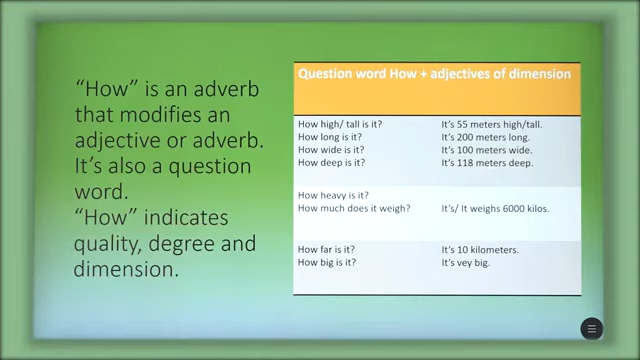 “How” is an adverb
that modifies an
adjective or adverb.
It’s also a question
word.
“How” indicates
quality, degree and
dimension.
Question word How + adjectives of dimension
How high/ tall is it? It’s 55 meters high/tall.
How long is it? It’s 200 meters long.
How wide is it? It’s 100 meters wide.
How deep is it? It’s 118 meters deep.
How heavy is it?
How much does it weigh? It’s/ It weighs 6000 kilos.
How far is it? It’s 10 kilometers.
How big is it? It’s vey big.